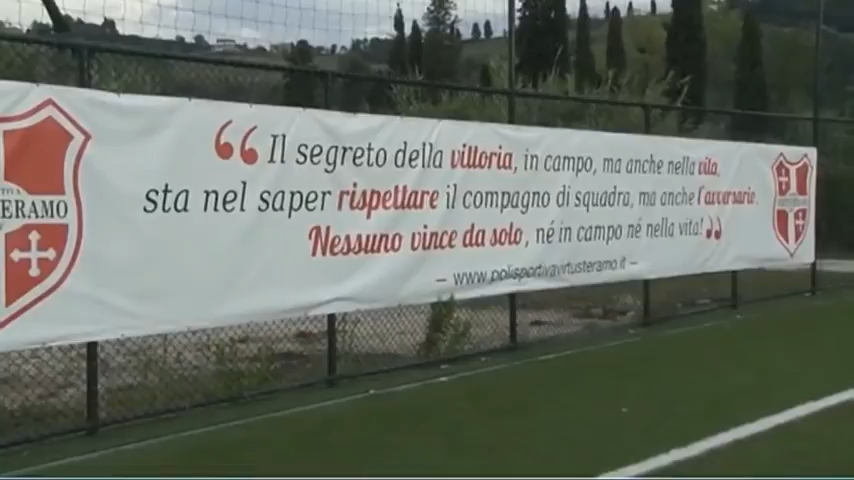 “ Il segreto della vittoria, in campo, ma anche nella vita,
sta nel saper rispettare il compagno di squadra, ma anche l'avversario.
Nessuno vince da solo, né in campo né nella vita! ”
– www.polisportivavirtusteramo.it –
TERAMO